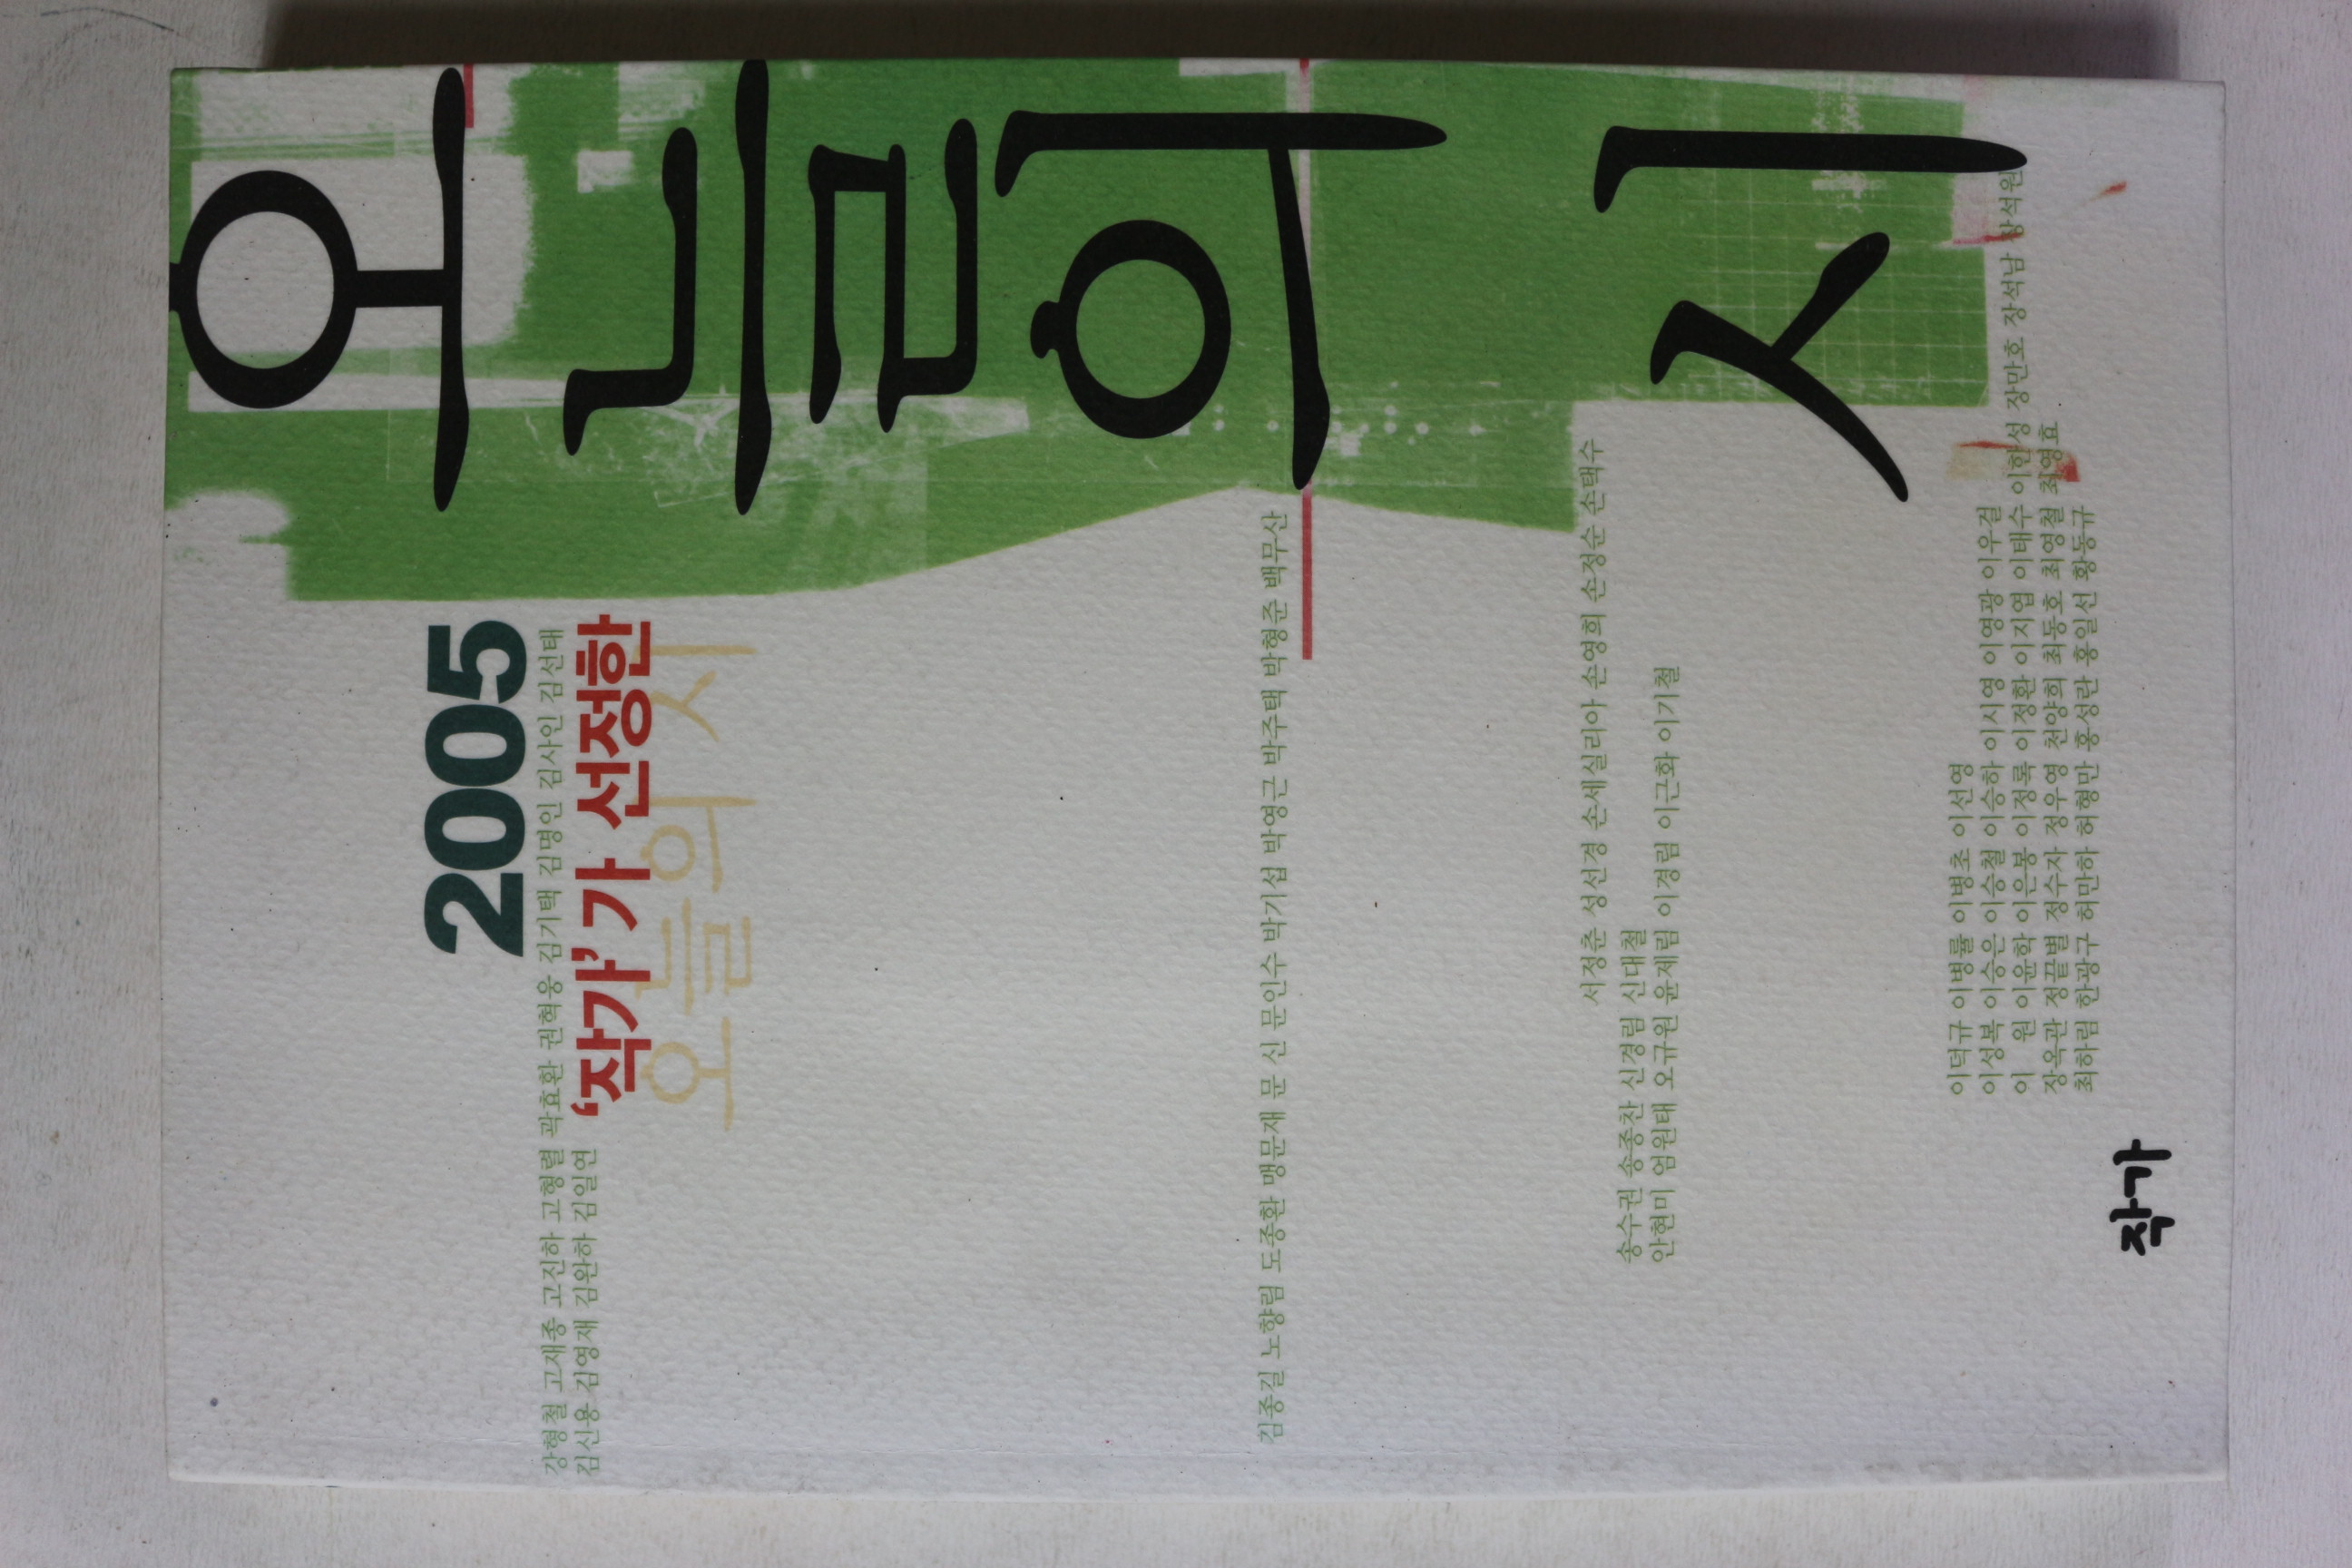 오늘의 시
2005
강형철 고재종 고진하 고형렬 곽효환 권혁웅 김기택 김명인 김사인 김선태
김신용 김영재 김완하 김일연
'작가'가 선정한
오늘의 시
김종길 노향림 도종환 맹문재 문 신 문인수 박기섭 박영근 박주택 박형준 백무산
서정춘 성선경 손세실리아 손영희 손정순 손택수
송수권 송종찬 신경림 신대철
안현미 엄원태 오규원 윤제림 이경림 이근화 이기철
이덕규 이병률 이병초 이선영
이성복 이승은 이승철 이승하 이시영 이영광 이우걸
이 원 이윤학 이은봉 이정록 이정환 이지엽 이태수 이한성 장만호 장석남 장석원
장옥관 정끝별 정수자 정우영 천양희 최동호 최영철 최영효
최하림 한광구 허만하 허형만 홍성란 홍일선 황동규
작가